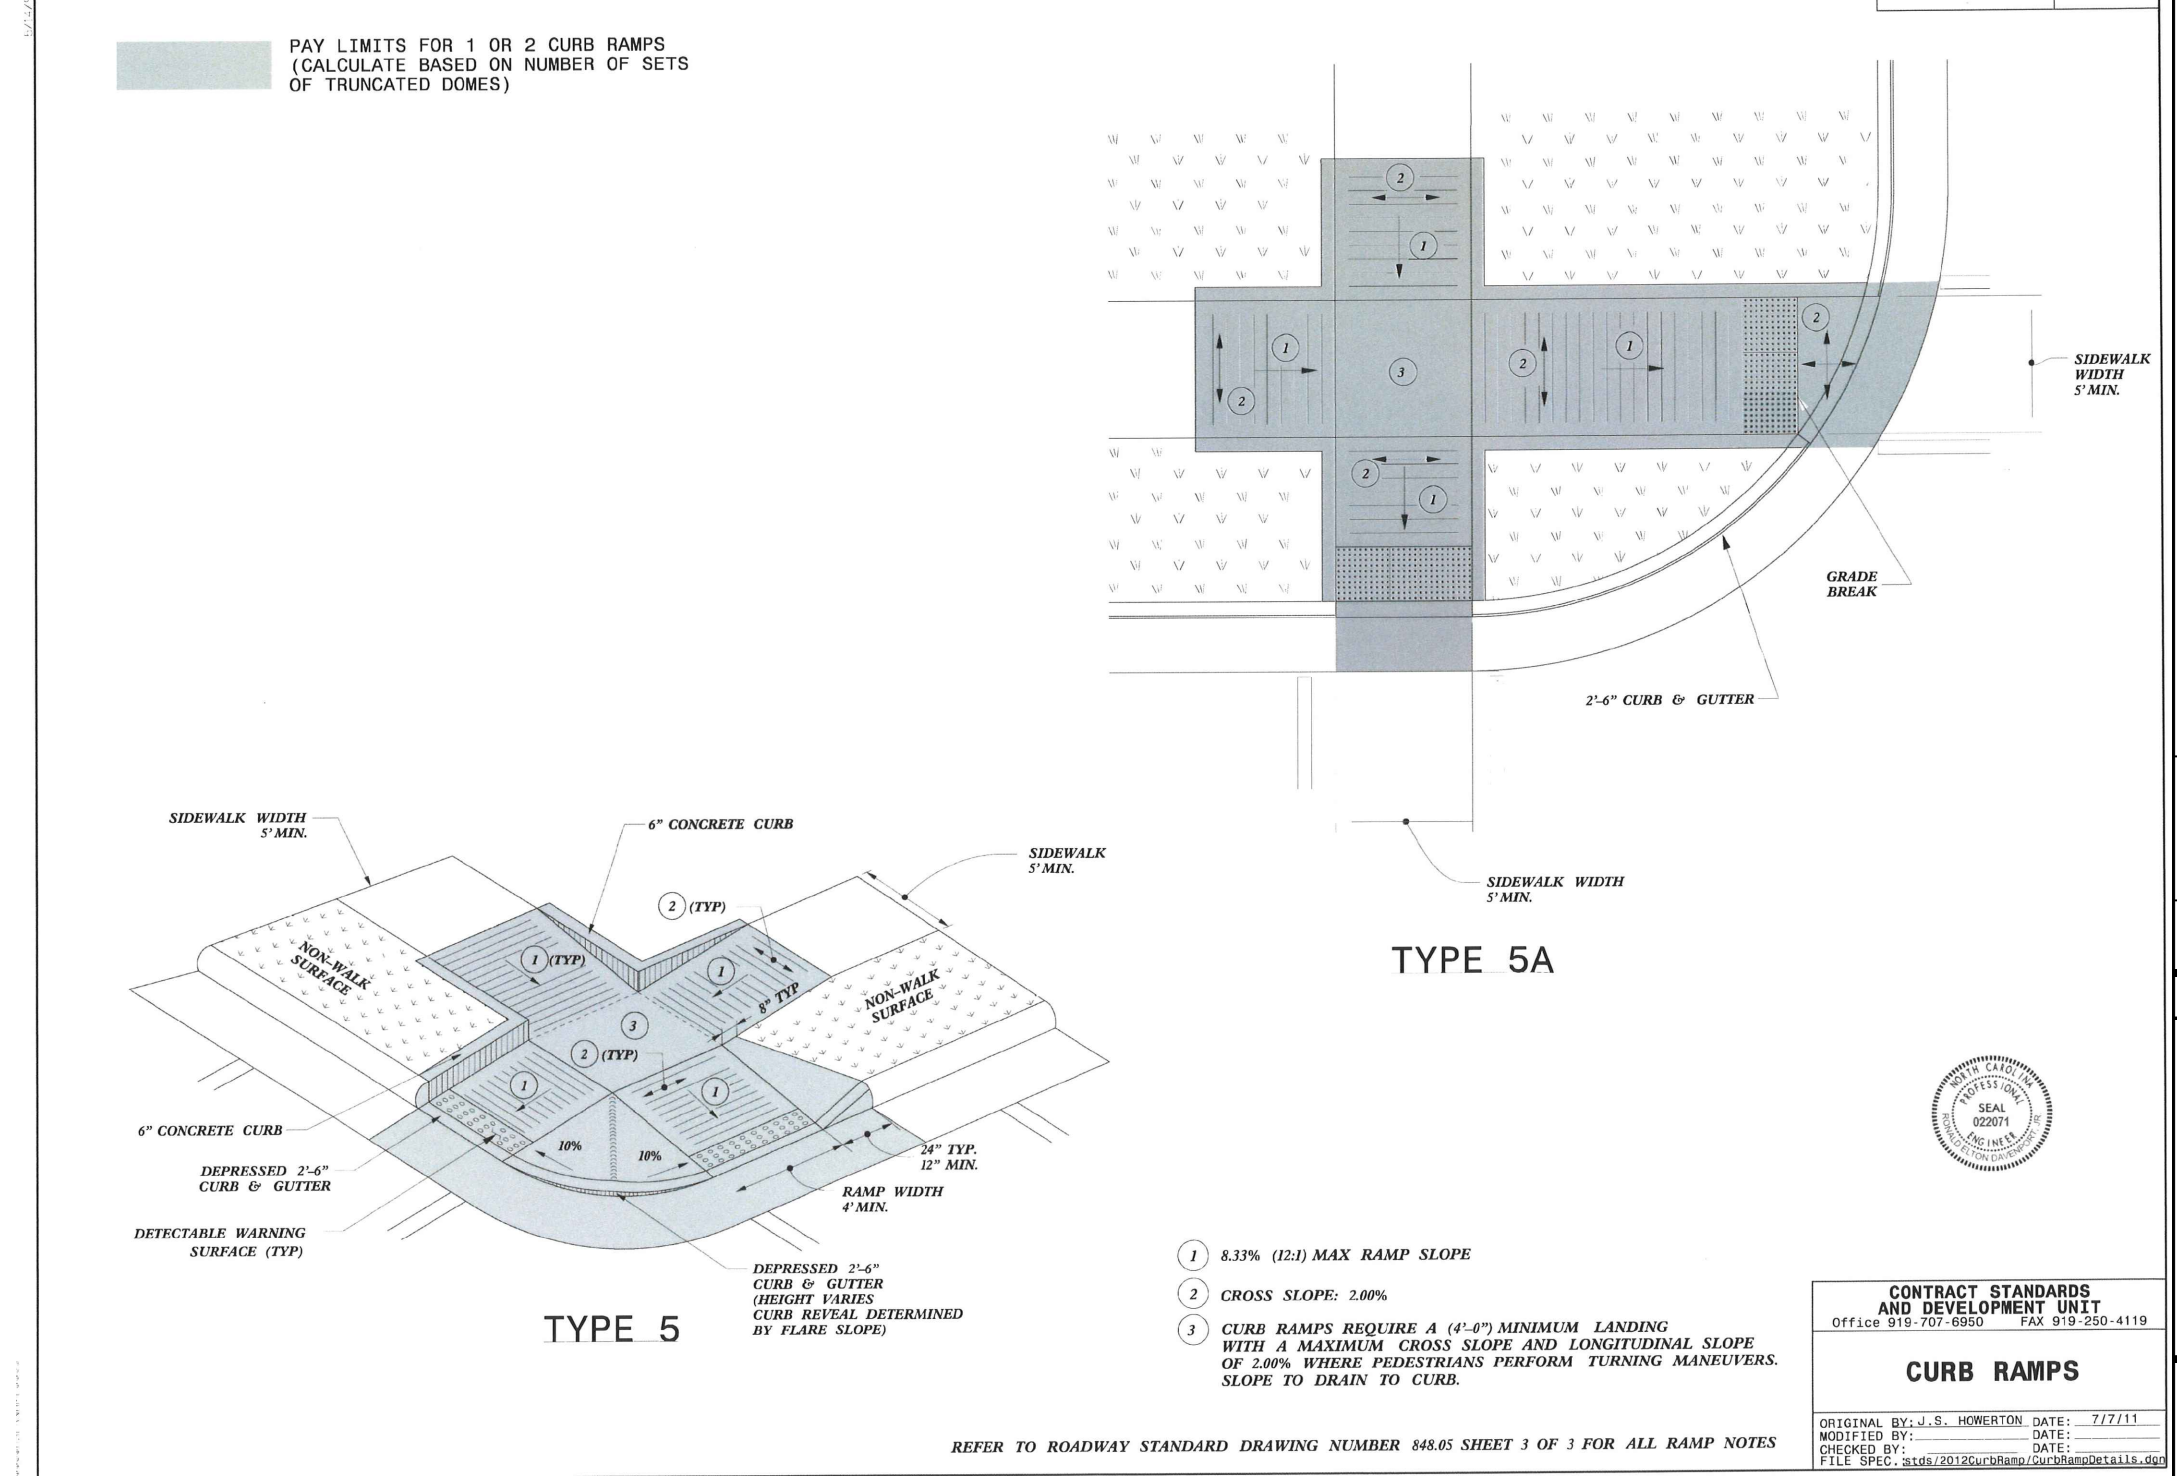 PAY LIMITS FOR 1 OR 2 CURB RAMPS
(CALCULATE BASED ON NUMBER OF SETS
OF TRUNCATED DOMES)
2
1
1
2
3
2
1
2
2
1
SIDEWALK
WIDTH
5' MIN.
GRADE
BREAK
2'-6" CURB & GUTTER
SIDEWALK WIDTH
5' MIN.
TYPE 5A
SIDEWALK WIDTH
5' MIN.
6" CONCRETE CURB
SIDEWALK
5' MIN.
2 (TYP)
NON-WALK
SURFACE
1 (TYP)
1
8" TYP
NON-WALK
SURFACE
3
2 (TYP)
1
1
10%
10%
6" CONCRETE CURB
DEPRESSED 2'-6"
CURB & GUTTER
DETECTABLE WARNING
SURFACE (TYP)
24" TYP.
12" MIN.
RAMP WIDTH
4' MIN.
DEPRESSED 2'-6"
CURB & GUTTER
(HEIGHT VARIES
CURB REVEAL DETERMINED
BY FLARE SLOPE)
TYPE 5
NORTH CAROLINA
PROFESSIONAL
SEAL
022071
ENGINEER
RONALD ELTON DAVENPORT, JR.
1 8.33% (12:1) MAX RAMP SLOPE
2 CROSS SLOPE: 2.00%
3 CURB RAMPS REQUIRE A (4'-0") MINIMUM LANDING
WITH A MAXIMUM CROSS SLOPE AND LONGITUDINAL SLOPE
OF 2.00% WHERE PEDESTRIANS PERFORM TURNING MANEUVERS.
SLOPE TO DRAIN TO CURB.
REFER TO ROADWAY STANDARD DRAWING NUMBER 848.05 SHEET 3 OF 3 FOR ALL RAMP NOTES
CONTRACT STANDARDS
AND DEVELOPMENT UNIT
Office 919-707-6950 FAX 919-250-4119
CURB RAMPS
ORIGINAL BY: J.S. HOWERTON DATE: 7/7/11
MODIFIED BY: DATE:
CHECKED BY: DATE:
FILE SPEC.: stds/2012CurbRamp/CurbRampDetails.dgn